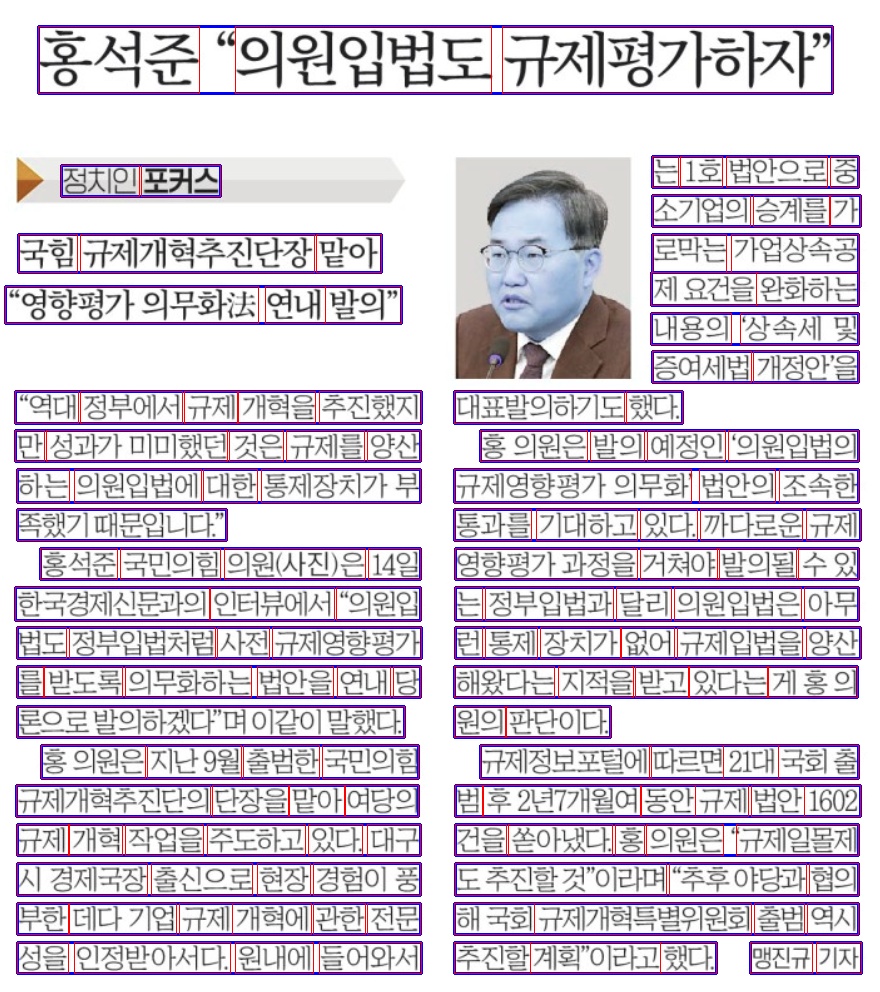 홍석준 “의원입법도 규제평가하자”
정치인 포커스
국힘 규제개혁추진단장 맡아
“영향평가 의무화法 연내 발의”
“역대 정부에서 규제 개혁을 추진했지
만 성과가 미미했던 것은 규제를 양산
하는 의원입법에 대한 통제장치가 부
족했기 때문입니다.”
홍석준 국민의힘 의원(사진)은 14일
한국경제신문과의 인터뷰에서 “의원입
법도 정부입법처럼 사전 규제영향평가
를 받도록 의무화하는 법안을 연내 당
론으로 발의하겠다”며 이같이 말했다.
홍 의원은 지난 9월 출범한 국민의힘
규제개혁추진단의 단장을 맡아 여당의
규제 개혁 작업을 주도하고 있다. 대구
시 경제국장 출신으로 현장 경험이 풍
부한 데다 기업 규제 개혁에 관한 전문
성을 인정받아서다. 원내에 들어와서
는 1호 법안으로 중
소기업의 승계를 가
로막는 가업상속공
제 요건을 완화하는
내용의 ‘상속세 및
증여세법 개정안’을
대표발의하기도 했다.
홍 의원은 발의 예정인 ‘의원입법의
규제영향평가 의무화’ 법안의 조속한
통과를 기대하고 있다. 까다로운 규제
영향평가 과정을 거쳐야 발의될 수 있
는 정부입법과 달리 의원입법은 아무
런 통제 장치가 없어 규제입법을 양산
해왔다는 지적을 받고 있다는 게 홍 의
원의 판단이다.
규제정보포털에 따르면 21대 국회 출
범 후 2년7개월여 동안 규제 법안 1602
건을 쏟아냈다. 홍 의원은 “규제일몰제
도 추진할 것”이라며 “추후 야당과 협의
해 국회 규제개혁특별위원회 출범 역시
추진할 계획”이라고 했다. 맹진규 기자